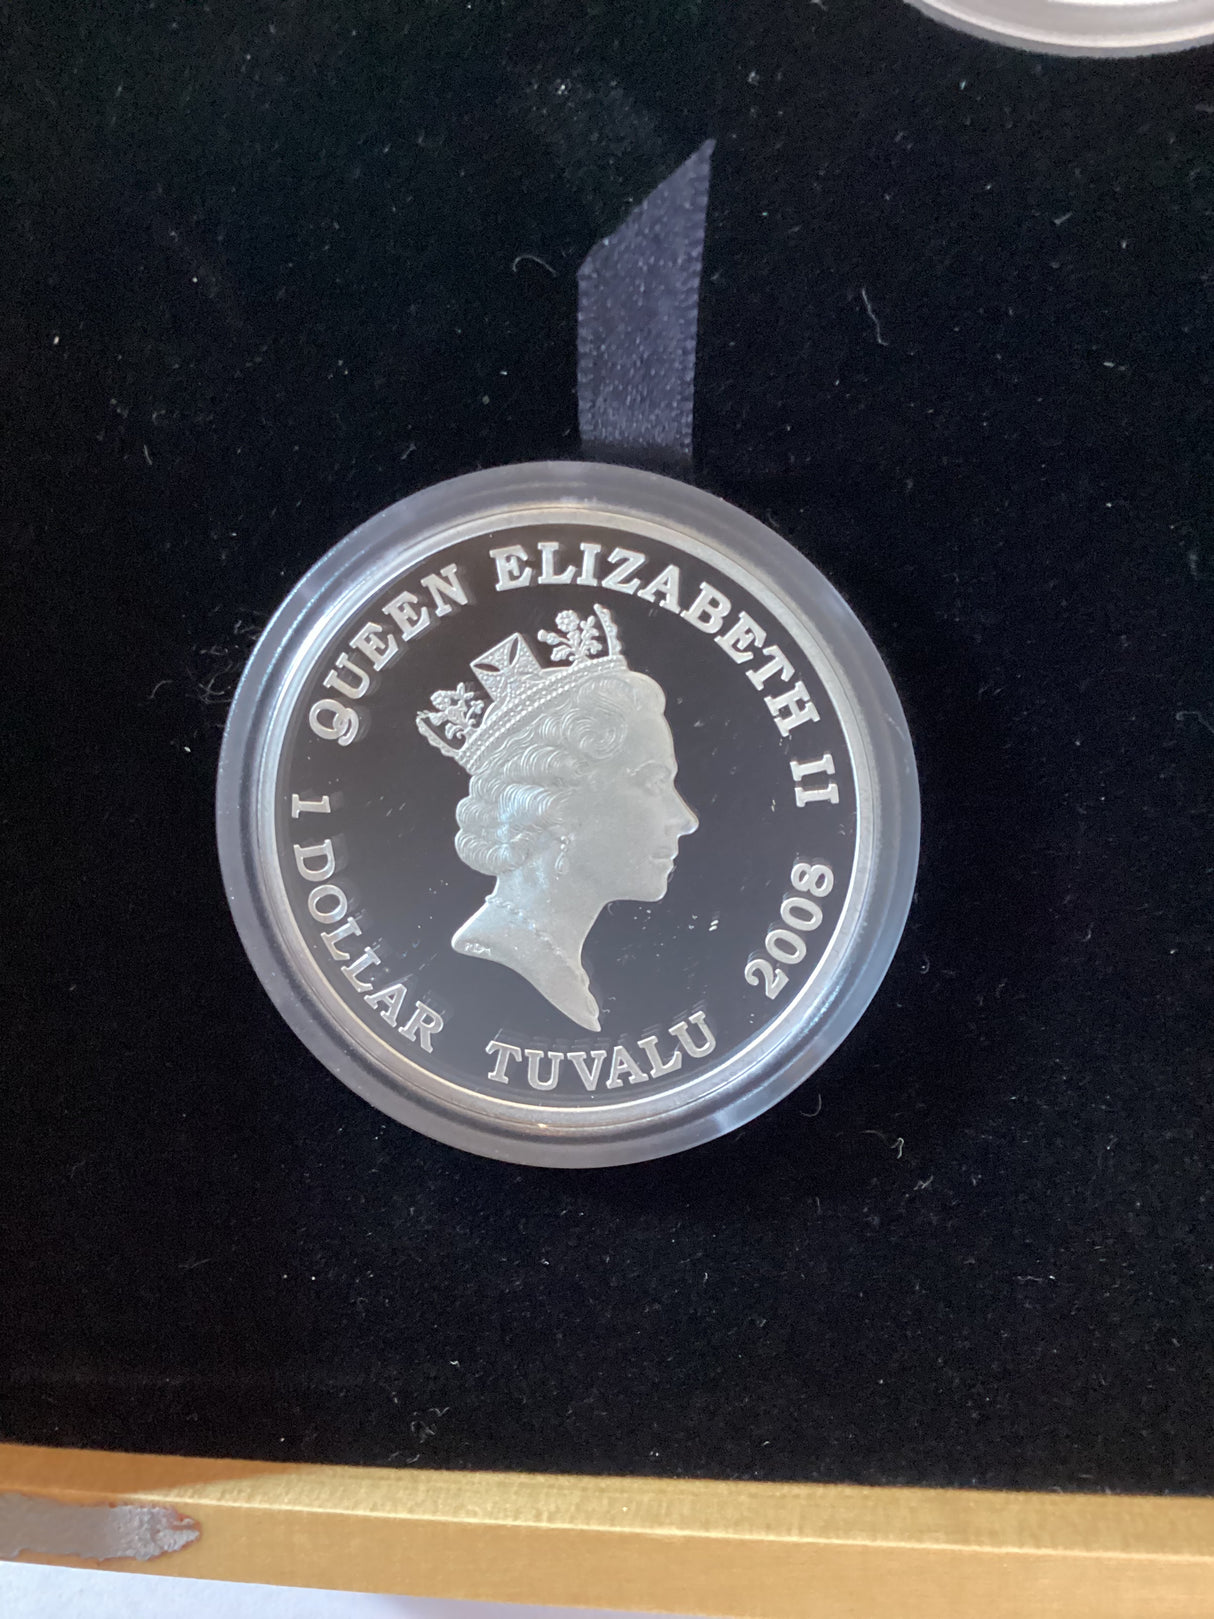 QUEEN ELIZABETH II
2008
TUVALU
1 DOLLAR